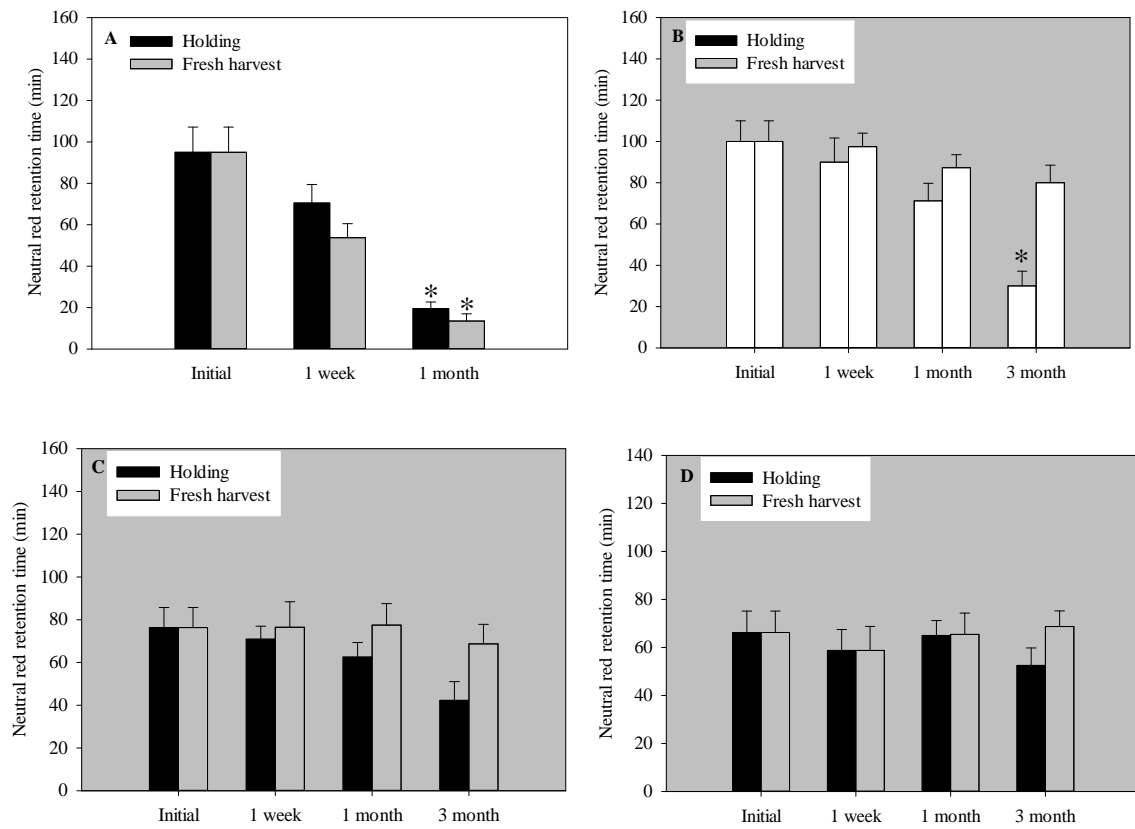 A
Holding
Fresh harvest
Neutral red retention time (min)
160
140
120
100
80
60
40
20
0
*
*
Initial
1 week
1 month
B
Holding
Fresh harvest
Neutral red retention time (min)
160
140
120
100
80
60
40
20
0
*
Initial
1 week
1 month
3 month
C
Holding
Fresh harvest
Neutral red retention time (min)
160
140
120
100
80
60
40
20
0
Initial
1 week
1 month
3 month
D
Holding
Fresh harvest
Neutral red retention time (min)
140
120
100
80
60
40
20
0
Initial
1 week
1 month
3 month